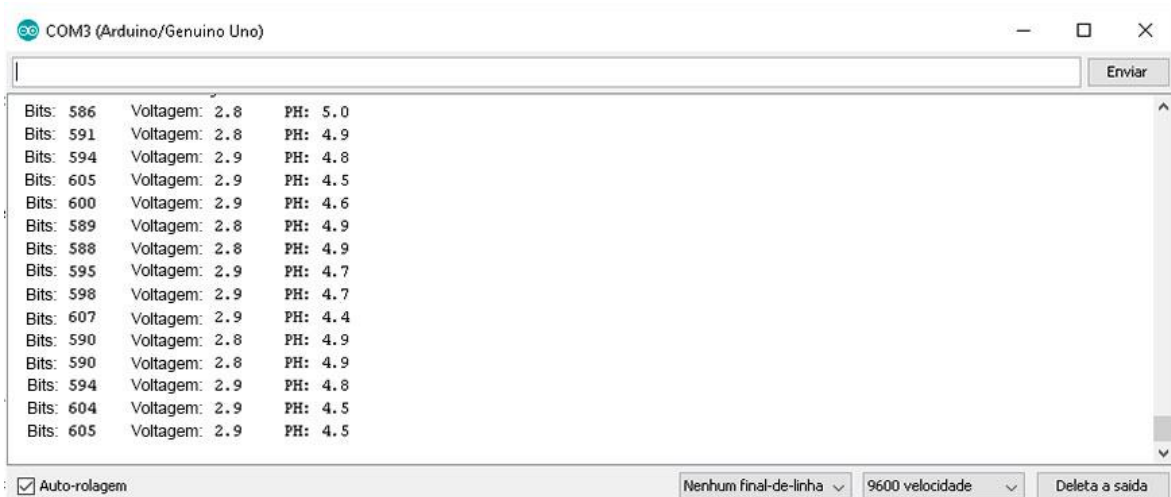 COM3 (Arduino/Genuino Uno)
Enviar
Bits: 586 Voltagem: 2.8 PH: 5.0
Bits: 591 Voltagem: 2.8 PH: 4.9
Bits: 594 Voltagem: 2.9 PH: 4.8
Bits: 605 Voltagem: 2.9 PH: 4.5
Bits: 600 Voltagem: 2.9 PH: 4.6
Bits: 589 Voltagem: 2.8 PH: 4.9
Bits: 588 Voltagem: 2.8 PH: 4.9
Bits: 595 Voltagem: 2.9 PH: 4.7
Bits: 598 Voltagem: 2.9 PH: 4.7
Bits: 607 Voltagem: 2.9 PH: 4.4
Bits: 590 Voltagem: 2.8 PH: 4.9
Bits: 590 Voltagem: 2.8 PH: 4.9
Bits: 594 Voltagem: 2.9 PH: 4.8
Bits: 604 Voltagem: 2.9 PH: 4.5
Bits: 605 Voltagem: 2.9 PH: 4.5
Auto-rolagem Nenhum final-de-linha 9600 velocidade Deleta a saida